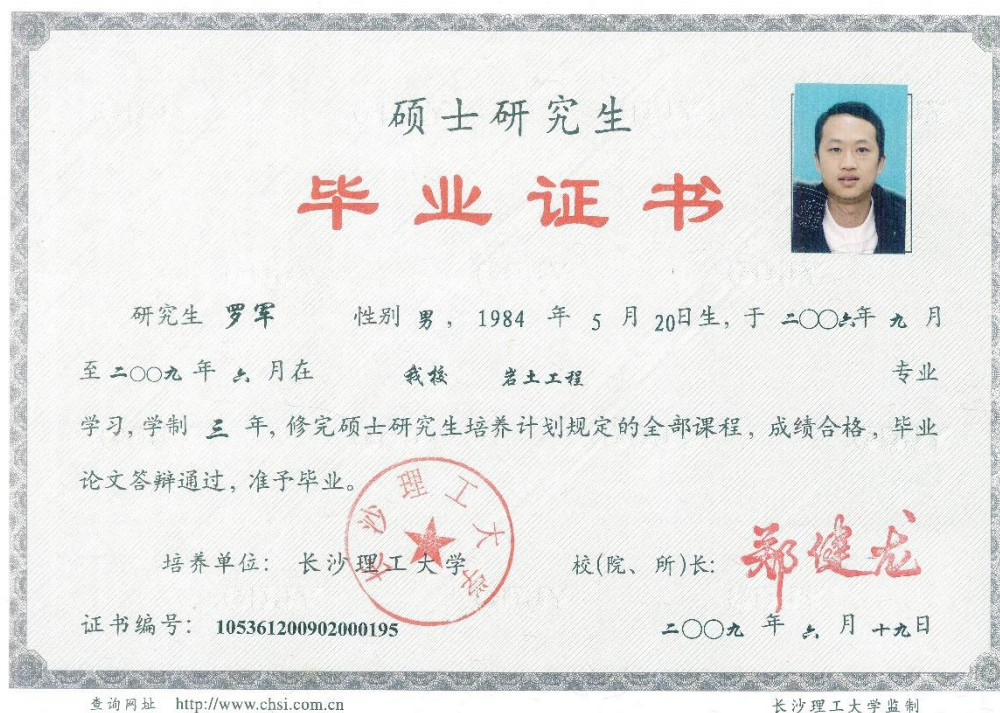 硕士研究生
毕业证书
研究生 罗军 性别 男，1984 年 5 月 20日生，于 二〇〇六年 九 月
至 二〇〇九 年 六 月在 我校 岩土工程 专业
学习，学制 三 年，修完硕士研究生培养计划规定的全部课程，成绩合格，毕业
论文答辩通过，准予毕业。
长沙理工大学
培养单位： 长沙理工大学 校(院、所)长: 郑健龙
证书编号： 105361200902000195 二〇〇九 年 六 月 十九日
查询网址 http://www.chsi.com.cn 长沙理工大学监制